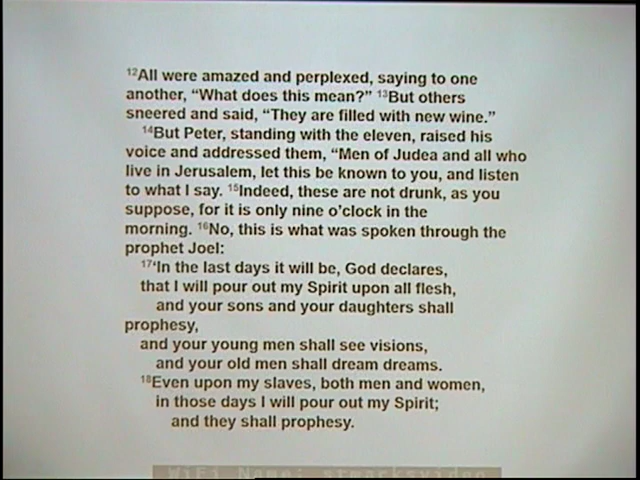 12All were amazed and perplexed, saying to one
another, “What does this mean?” 13But others
sneered and said, “They are filled with new wine.”
14But Peter, standing with the eleven, raised his
voice and addressed them, “Men of Judea and all who
live in Jerusalem, let this be known to you, and listen
to what I say. 15Indeed, these are not drunk, as you
suppose, for it is only nine o’clock in the
morning. 16No, this is what was spoken through the
prophet Joel:
17‘In the last days it will be, God declares,
that I will pour out my Spirit upon all flesh,
and your sons and your daughters shall
prophesy,
and your young men shall see visions,
and your old men shall dream dreams.
18Even upon my slaves, both men and women,
in those days I will pour out my Spirit;
and they shall prophesy.
WiFi Name: stmarksvideo